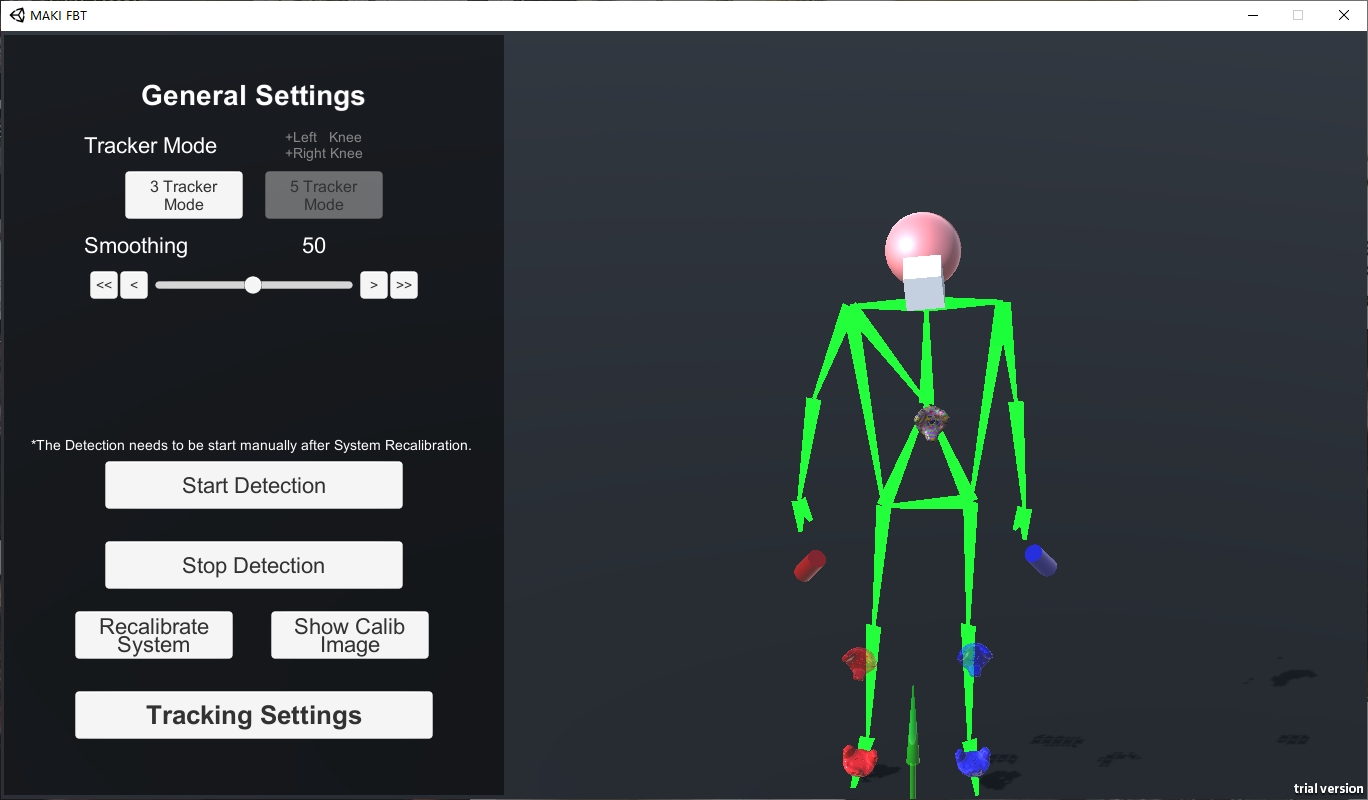 MAKI FBT
General Settings
Tracker Mode
+Left Knee
+Right Knee
3 Tracker
Mode
5 Tracker
Mode
Smoothing 50
<< < > >>
*The Detection needs to be start manually after System Recalibration.
Start Detection
Stop Detection
Recalibrate
System
Show Calib
Image
Tracking Settings
trial version